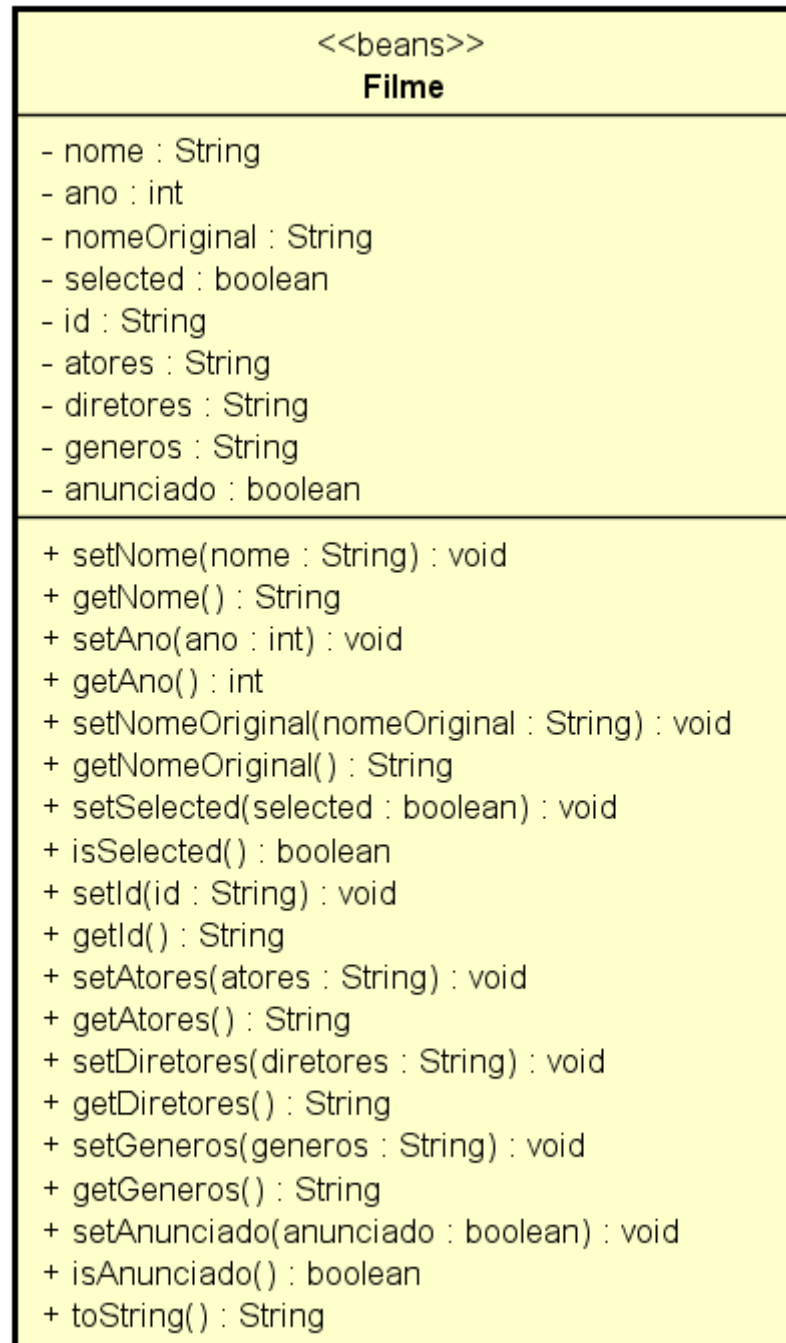 <<beans>>
Filme
- nome : String
- ano : int
- nomeOriginal : String
- selected : boolean
- id : String
- atores : String
- diretores : String
- generos : String
- anunciado : boolean
+ setNome(nome : String) : void
+ getNome() : String
+ setAno(ano : int) : void
+ getAno() : int
+ setNomeOriginal(nomeOriginal : String) : void
+ getNomeOriginal() : String
+ setSelected(selected : boolean) : void
+ isSelected() : boolean
+ setId(id : String) : void
+ getId() : String
+ setAtores(atores : String) : void
+ getAtores() : String
+ setDiretores(diretores : String) : void
+ getDiretores() : String
+ setGeneros(generos : String) : void
+ getGeneros() : String
+ setAnunciado(anunciado : boolean) : void
+ isAnunciado() : boolean
+ toString() : String